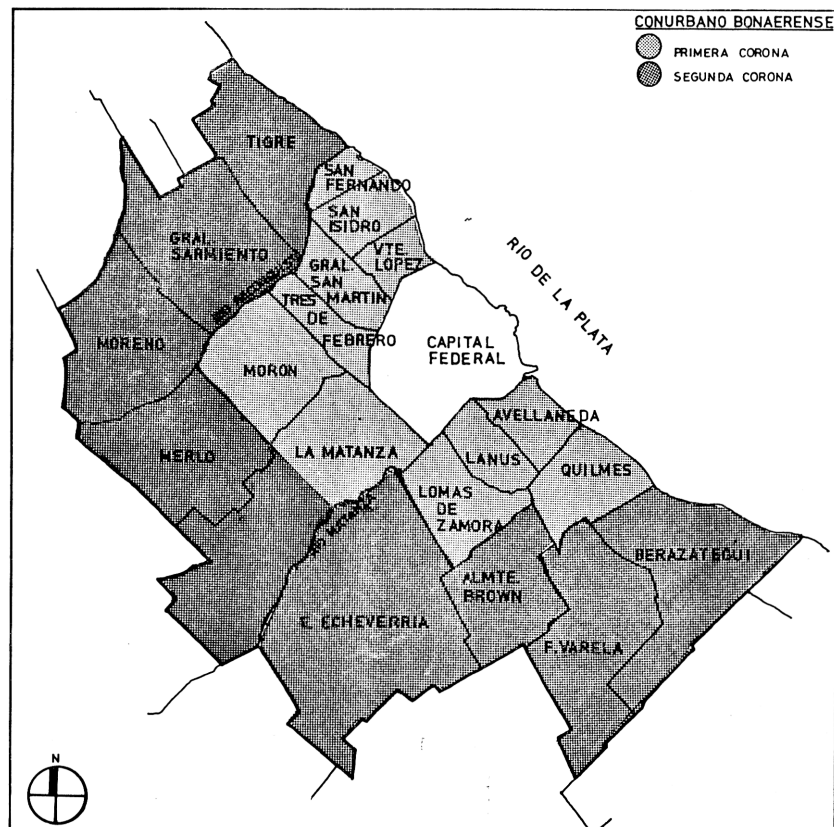 CONURBANO BONAERENSE
PRIMERA CORONA
SEGUNDA CORONA
TIGRE
SAN
FERNANDO
SAN
ISIDRO
VTE.
LOPEZ
GRAL.
SARMIENTO
GRAL.
SAN
MARTIN
TRES
DE
FEBRERO
RIO DE LA PLATA
CAPITAL
FEDERAL
MORENO
MORON
MERLO
LA MATANZA
AVELLANEDA
LANUS
QUILMES
LOMAS
DE
ZAMORA
RIO MATANZA
BERAZATEGUI
ALMTE.
BROWN
E. ECHEVERRIA
F. VARELA
N